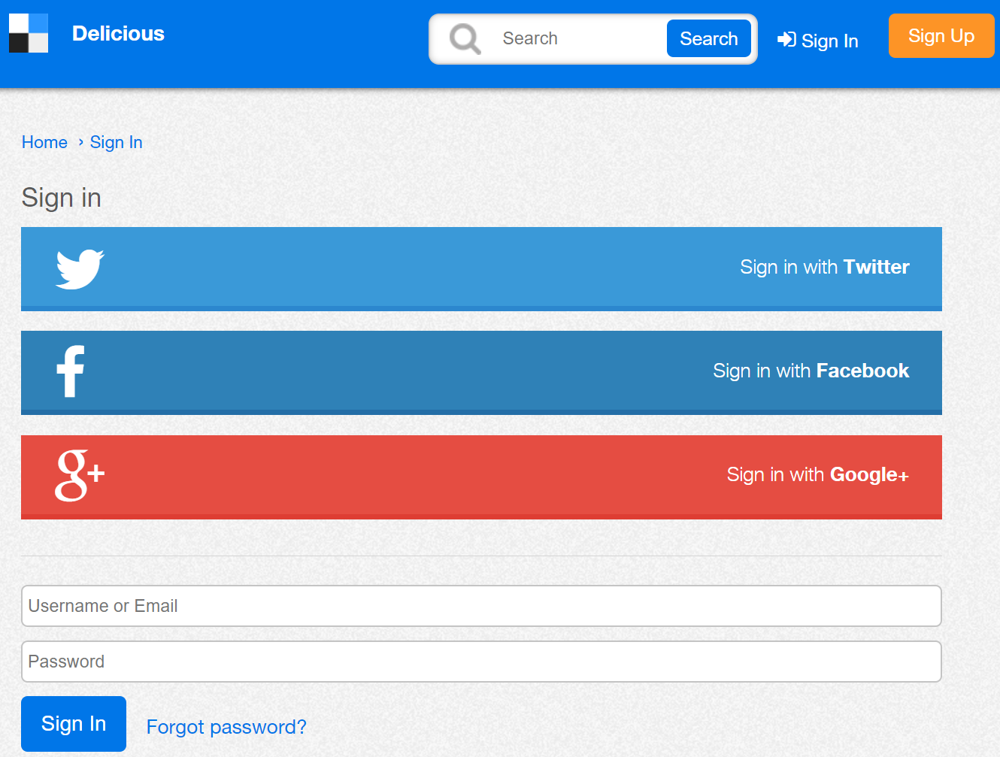 Delicious
Search
Search
Sign In
Sign Up
Home › Sign In
Sign in
Sign in with Twitter
Sign in with Facebook
g+
Sign in with Google+
Username or Email
Password
Sign In
Forgot password?